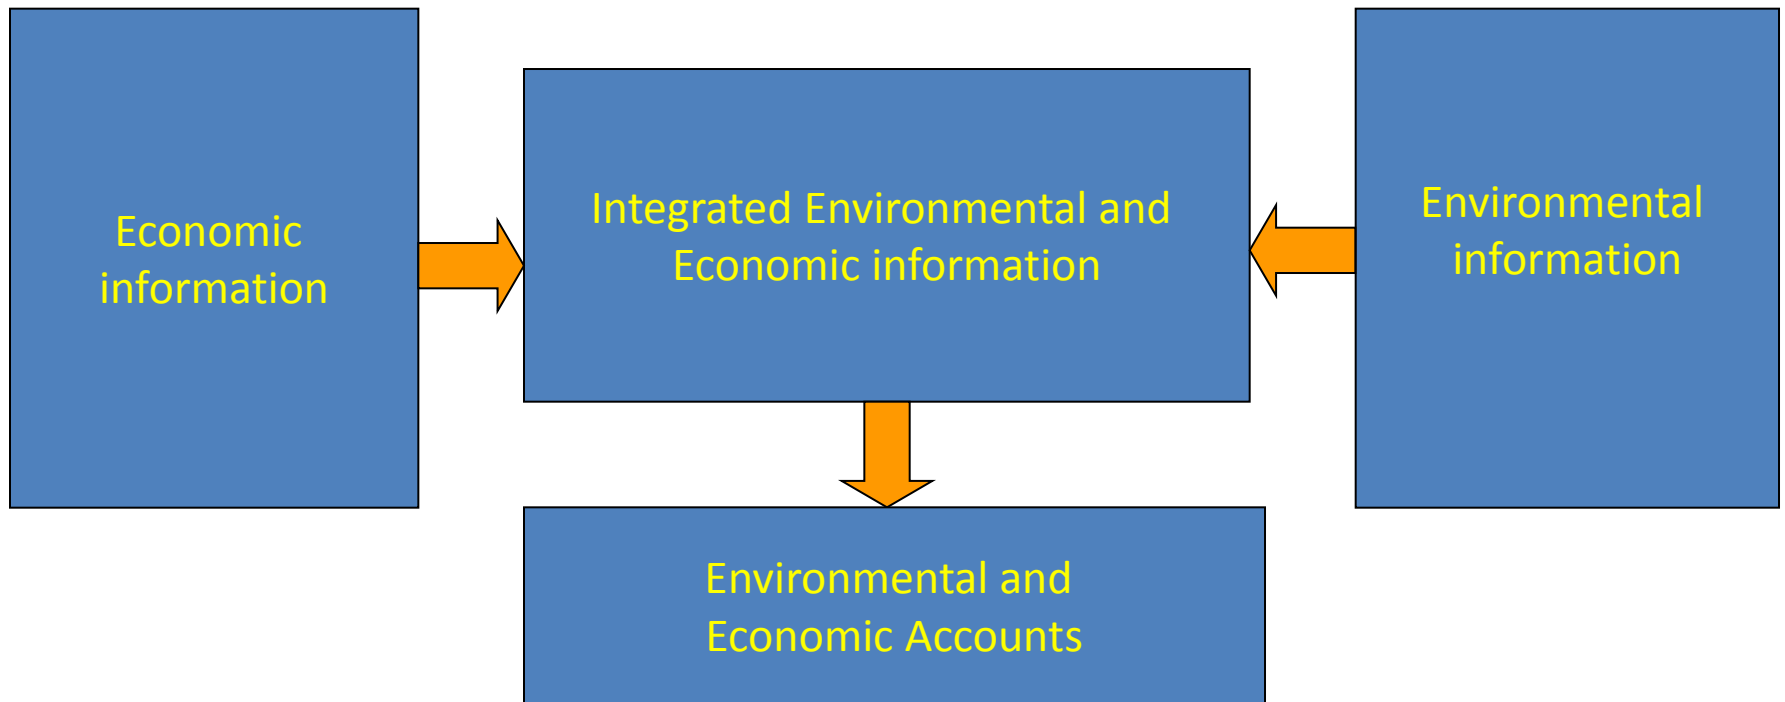 Economic
information
Integrated Environmental and
Economic information
Environmental
information
Environmental and
Economic Accounts